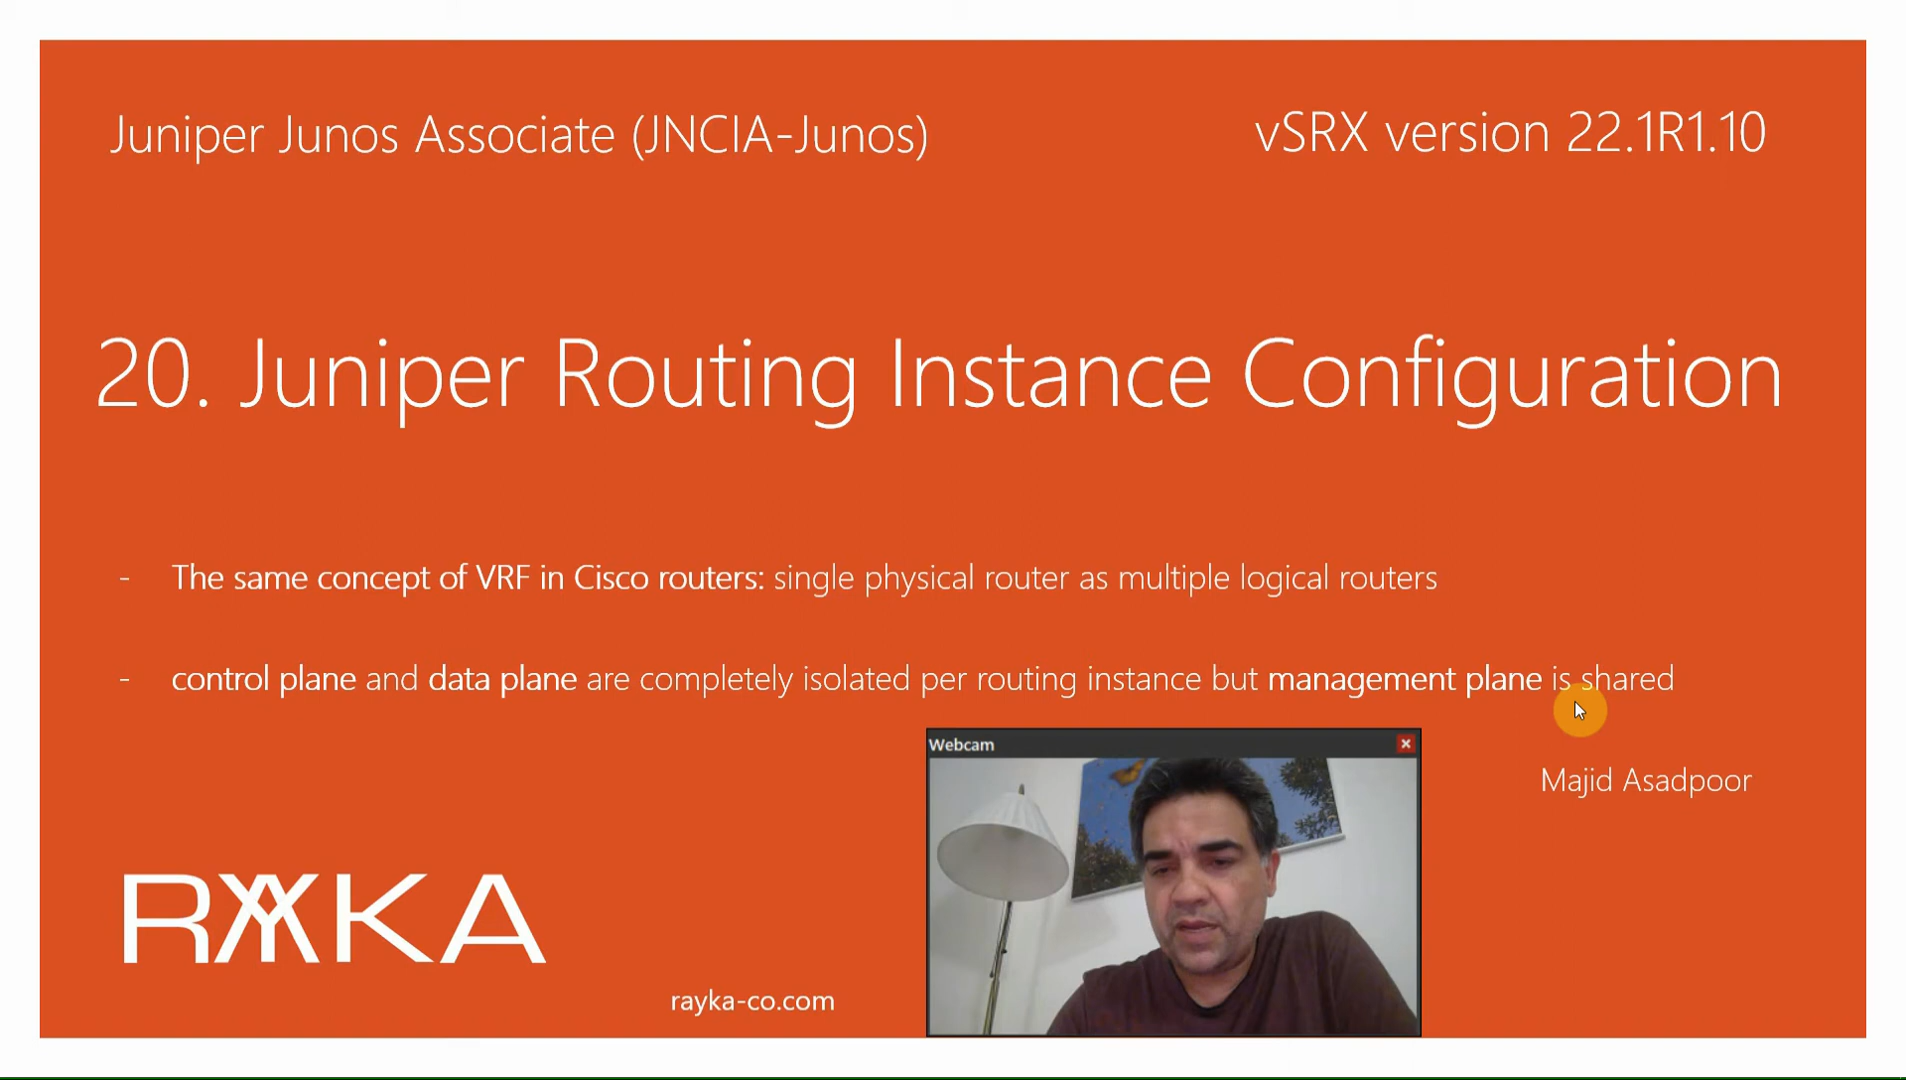 Juniper Junos Associate (JNCIA-Junos)
vSRX version 22.1R1.10
20. Juniper Routing Instance Configuration
- The same concept of VRF in Cisco routers: single physical router as multiple logical routers
- control plane and data plane are completely isolated per routing instance but management plane is shared
Webcam
Majid Asadpoor
RAYKA
rayka-co.com